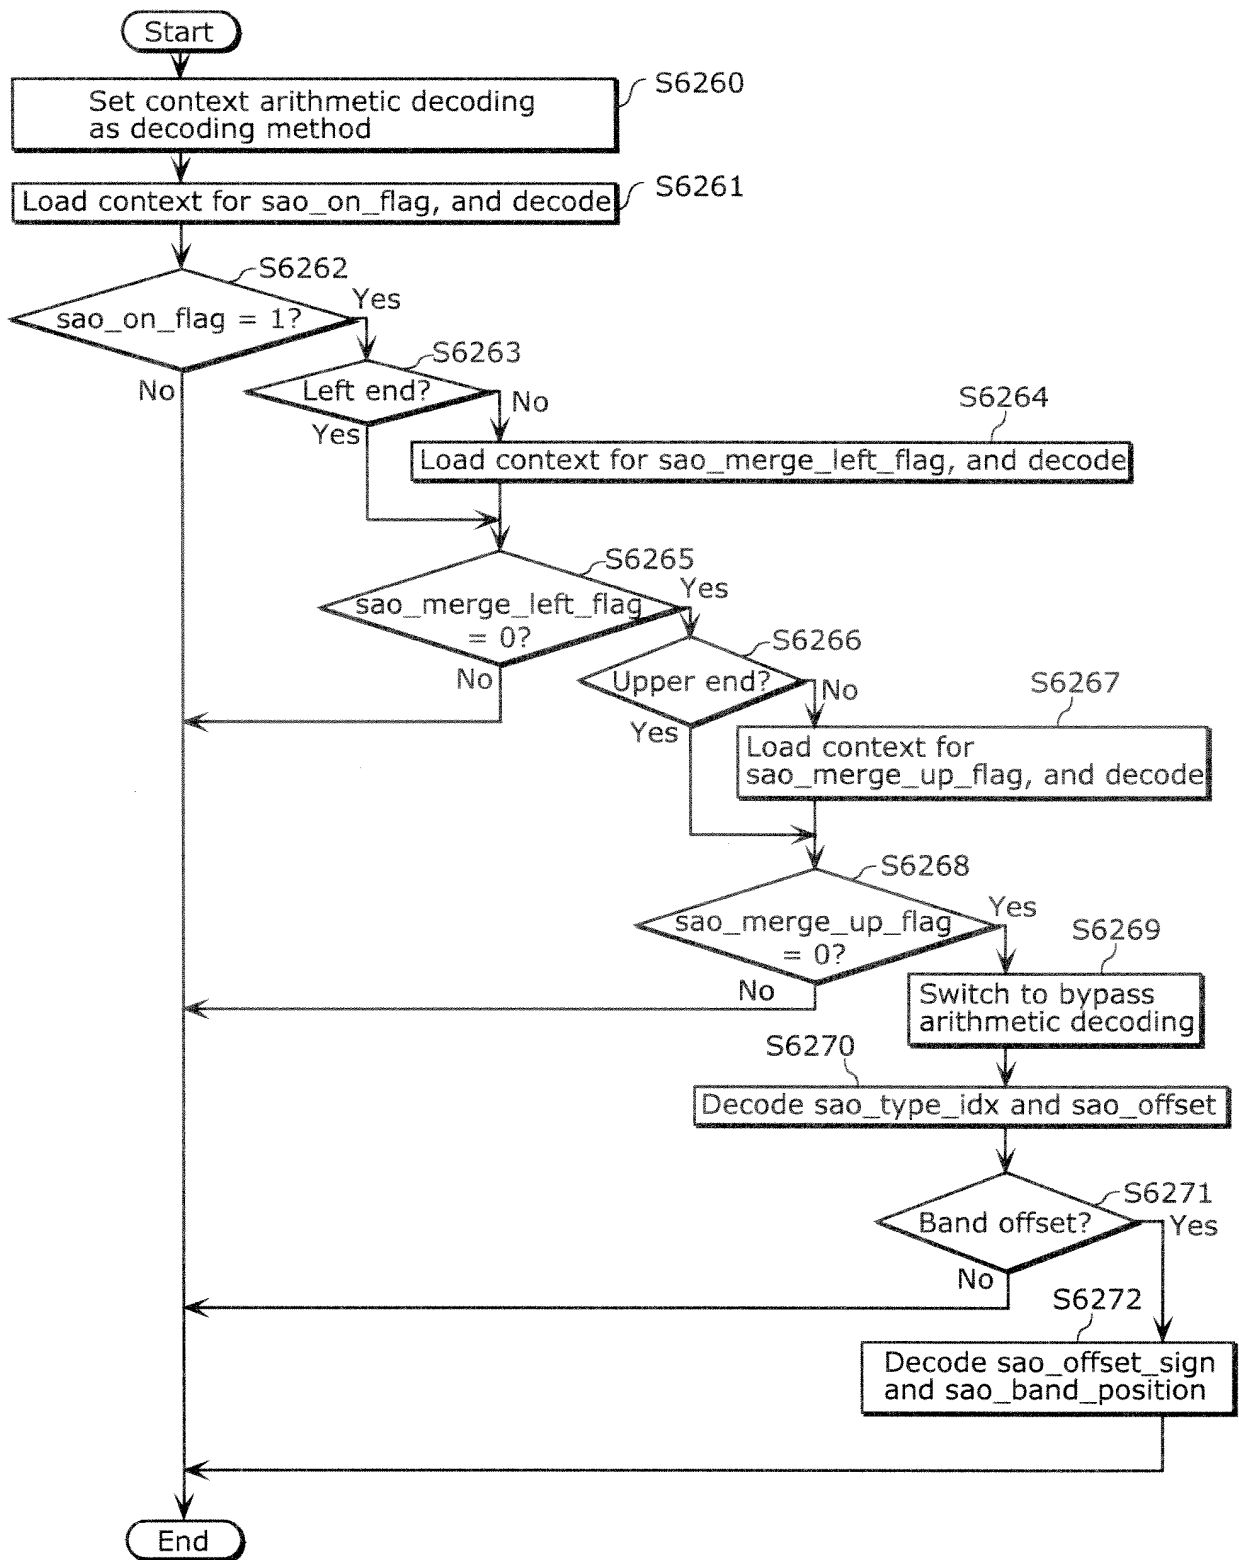 Start
S6260
Set context arithmetic decoding
as decoding method
S6261
Load context for sao_on_flag, and decode
S6262
sao_on_flag = 1?
Yes
No
S6263
Left end?
No
Yes
S6264
Load context for sao_merge_left_flag, and decode
S6265
sao_merge_left_flag
= 0?
Yes
No
S6266
Upper end?
No
Yes
S6267
Load context for
sao_merge_up_flag, and decode
S6268
sao_merge_up_flag
= 0?
Yes
No
S6269
Switch to bypass
arithmetic decoding
S6270
Decode sao_type_idx and sao_offset
S6271
Band offset?
Yes
No
S6272
Decode sao_offset_sign
and sao_band_position
End